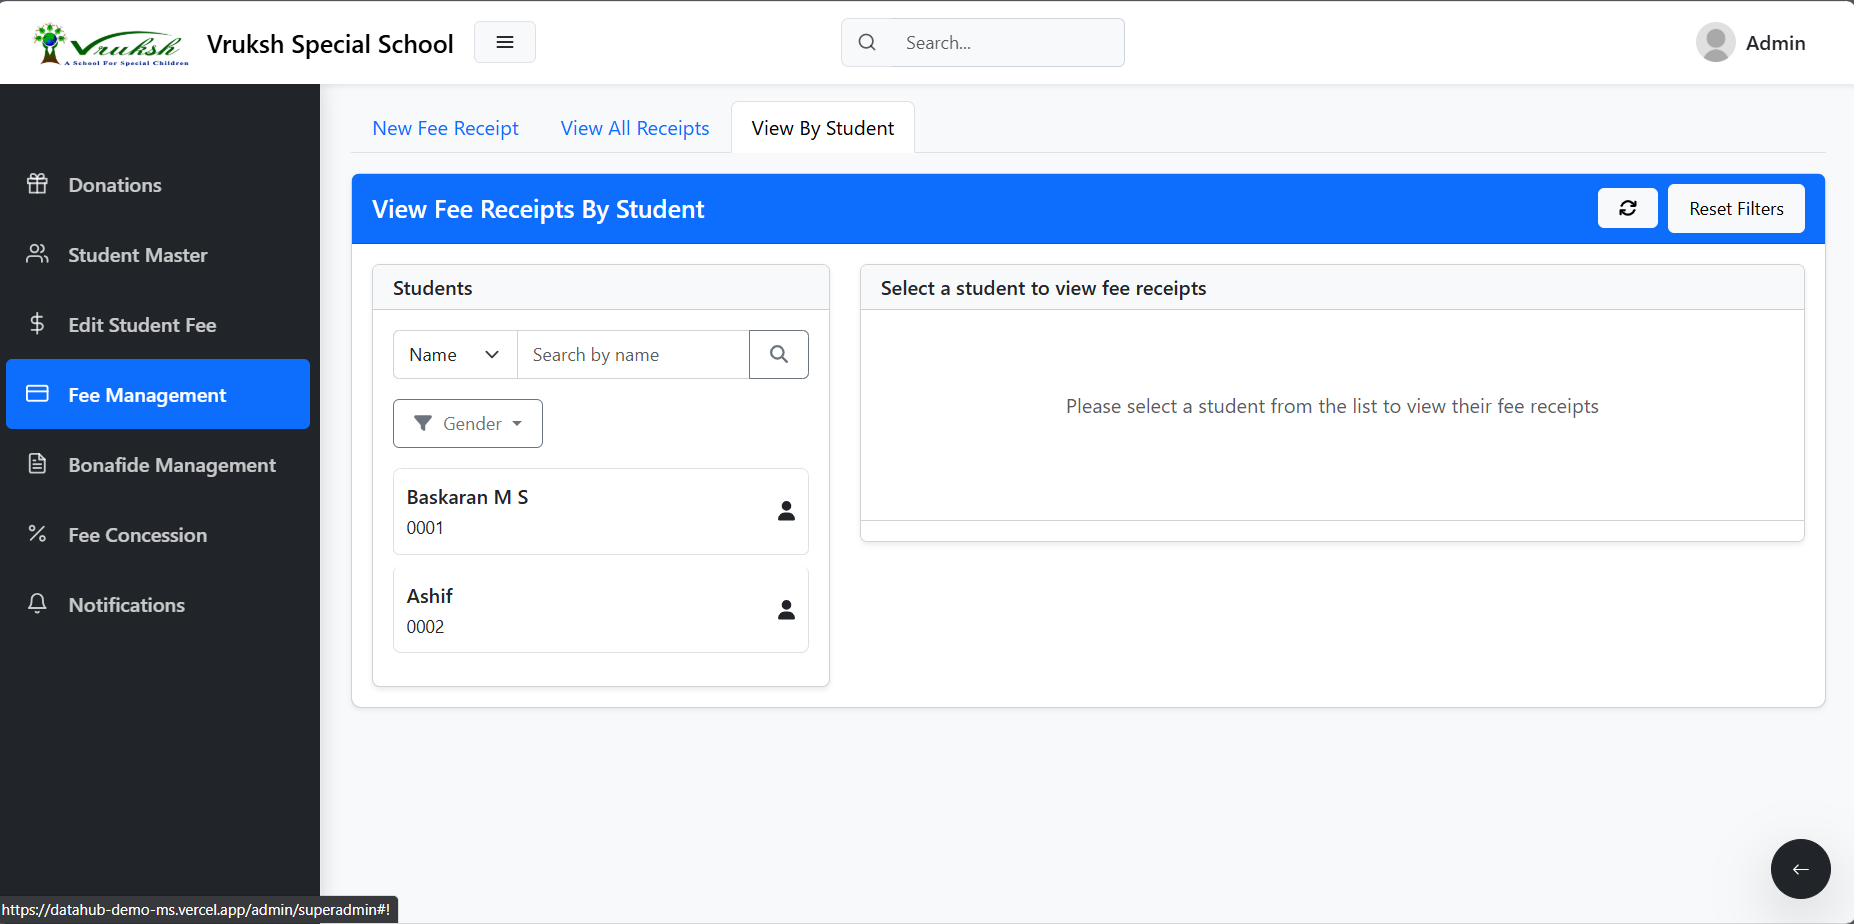 Vruksh
A School For Special Children
Vruksh Special School
Search...
Admin
Donations
Student Master
Edit Student Fee
Fee Management
Bonafide Management
Fee Concession
Notifications
New Fee Receipt
View All Receipts
View By Student
View Fee Receipts By Student
Reset Filters
Students
Name
Search by name
Gender
Baskaran M S
0001
Ashif
0002
Select a student to view fee receipts
Please select a student from the list to view their fee receipts
https://datahub-demo-ms.vercel.app/admin/superadmin#!